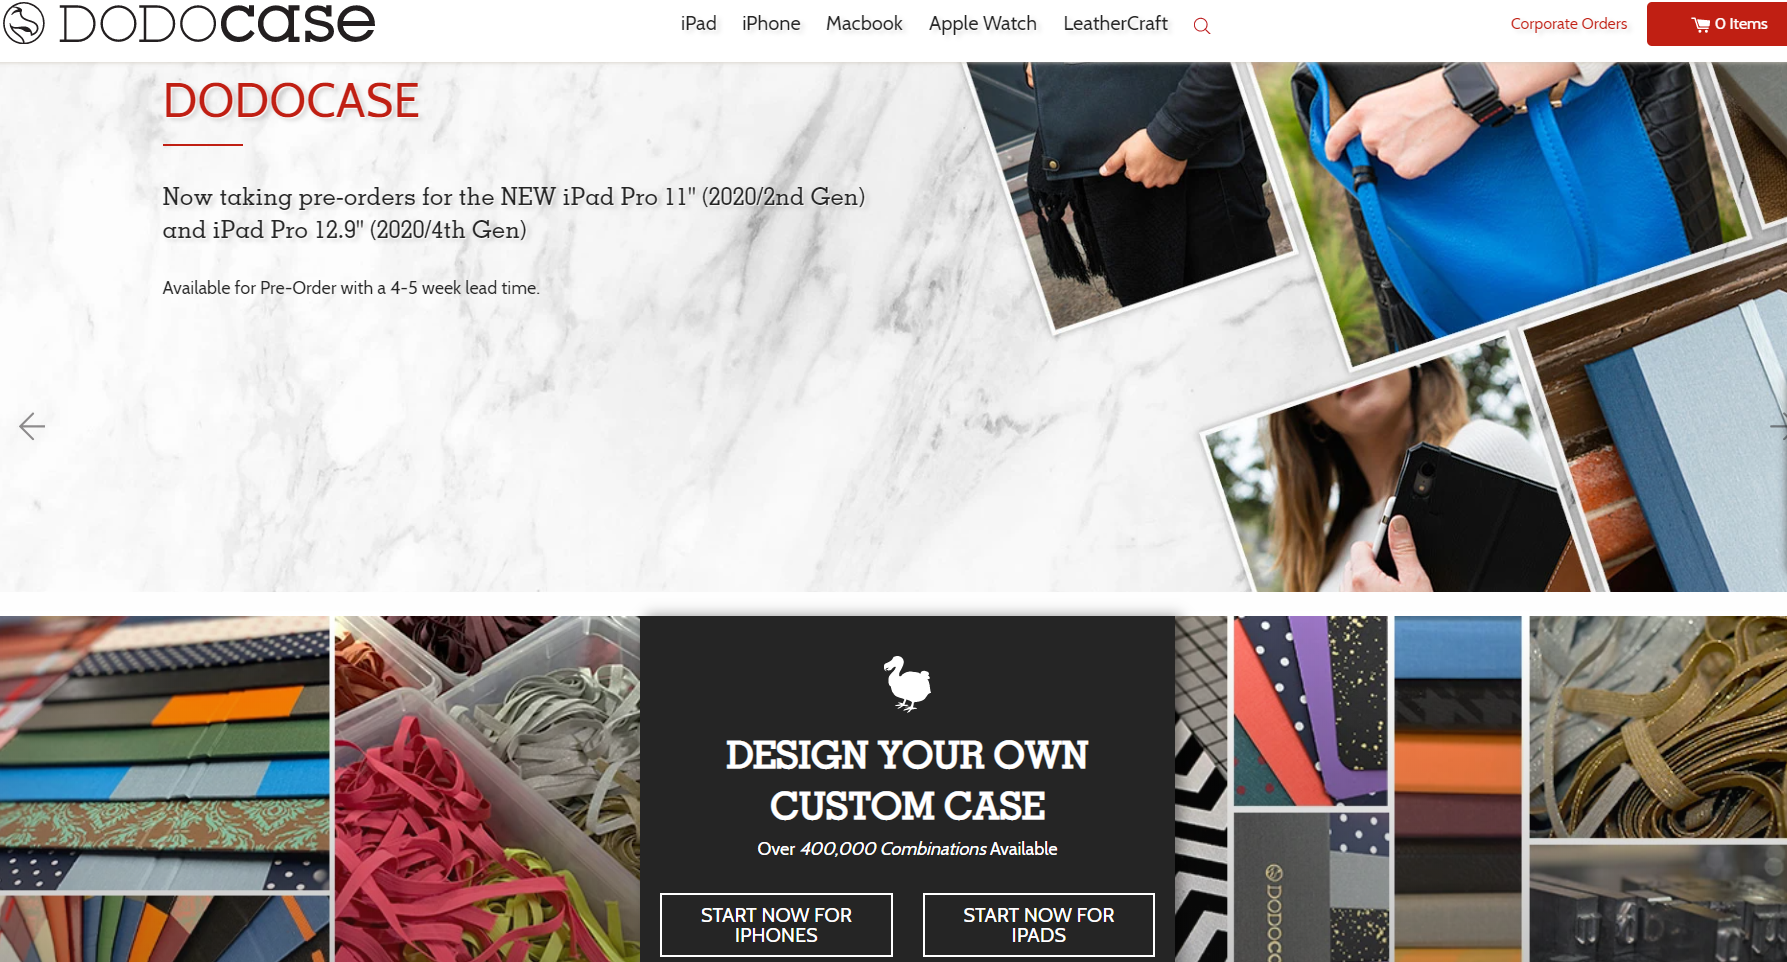 DODOcase
iPad iPhone Macbook Apple Watch LeatherCraft
Corporate Orders
0 Items
DODOCASE
Now taking pre-orders for the NEW iPad Pro 11" (2020/2nd Gen)
and iPad Pro 12.9" (2020/4th Gen)
Available for Pre-Order with a 4-5 week lead time.
DESIGN YOUR OWN
CUSTOM CASE
Over 400,000 Combinations Available
START NOW FOR
IPHONES
START NOW FOR
IPADS
DODOC